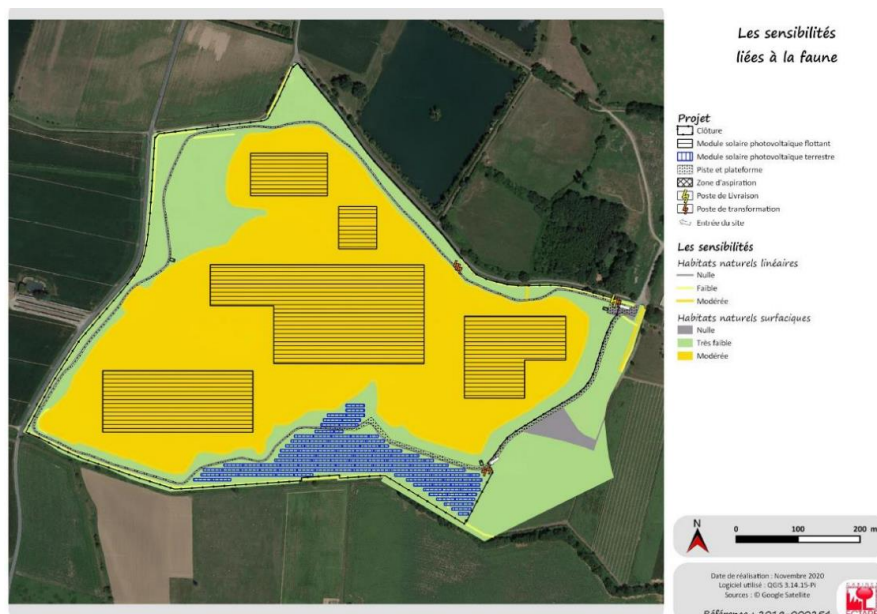 Les sensibilités
liées à la faune
Projet
Clôture
Module solaire photovoltaïque flottant
Module solaire photovoltaïque terrestre
Piste et plateforme
Zone d'aspiration
Poste de Livraison
Poste de transformation
Entrée du site
Les sensibilités
Habitats naturels linéaires
Nulle
Faible
Modérée
Habitats naturels surfaciques
Nulle
Très faible
Modérée
N
0 100 200 m
Date de réalisation : Novembre 2020
Logiciel utilisé : QGIS 3.14.15-Pi
Sources : © Google Satellite